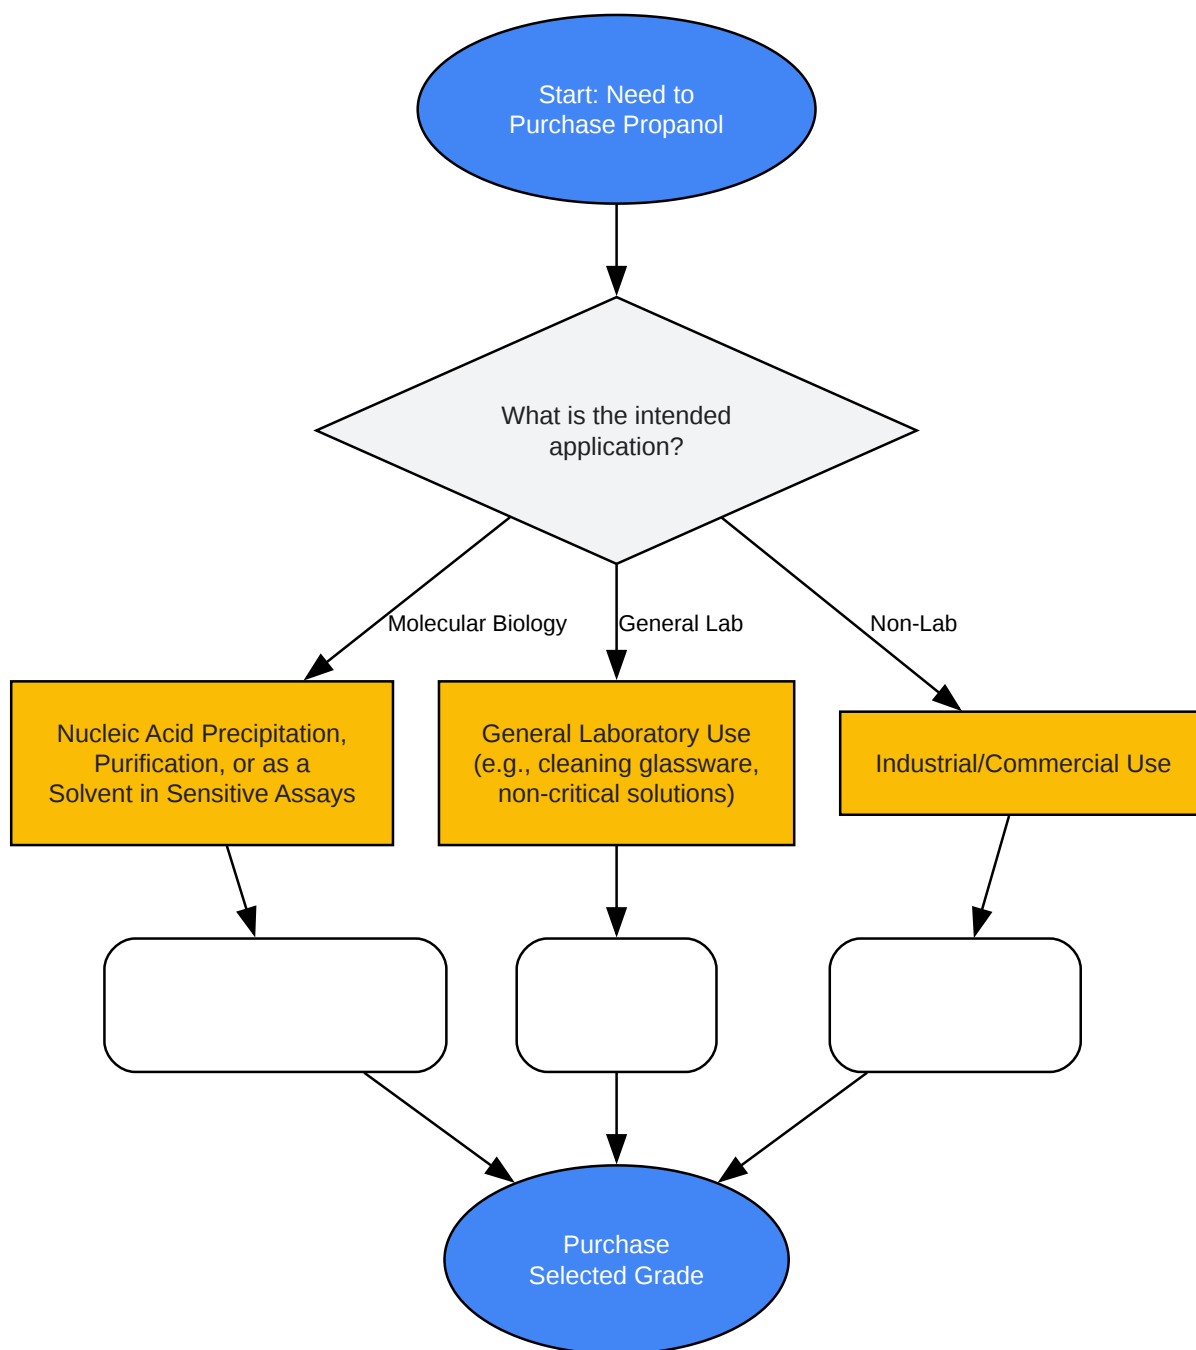 Start: Need to
Purchase Propanol
What is the intended
application?
Molecular Biology
General Lab
Non-Lab
Nucleic Acid Precipitation,
Purification, or as a
Solvent in Sensitive Assays
General Laboratory Use
(e.g., cleaning glassware,
non-critical solutions)
Industrial/Commercial Use
Purchase
Selected Grade